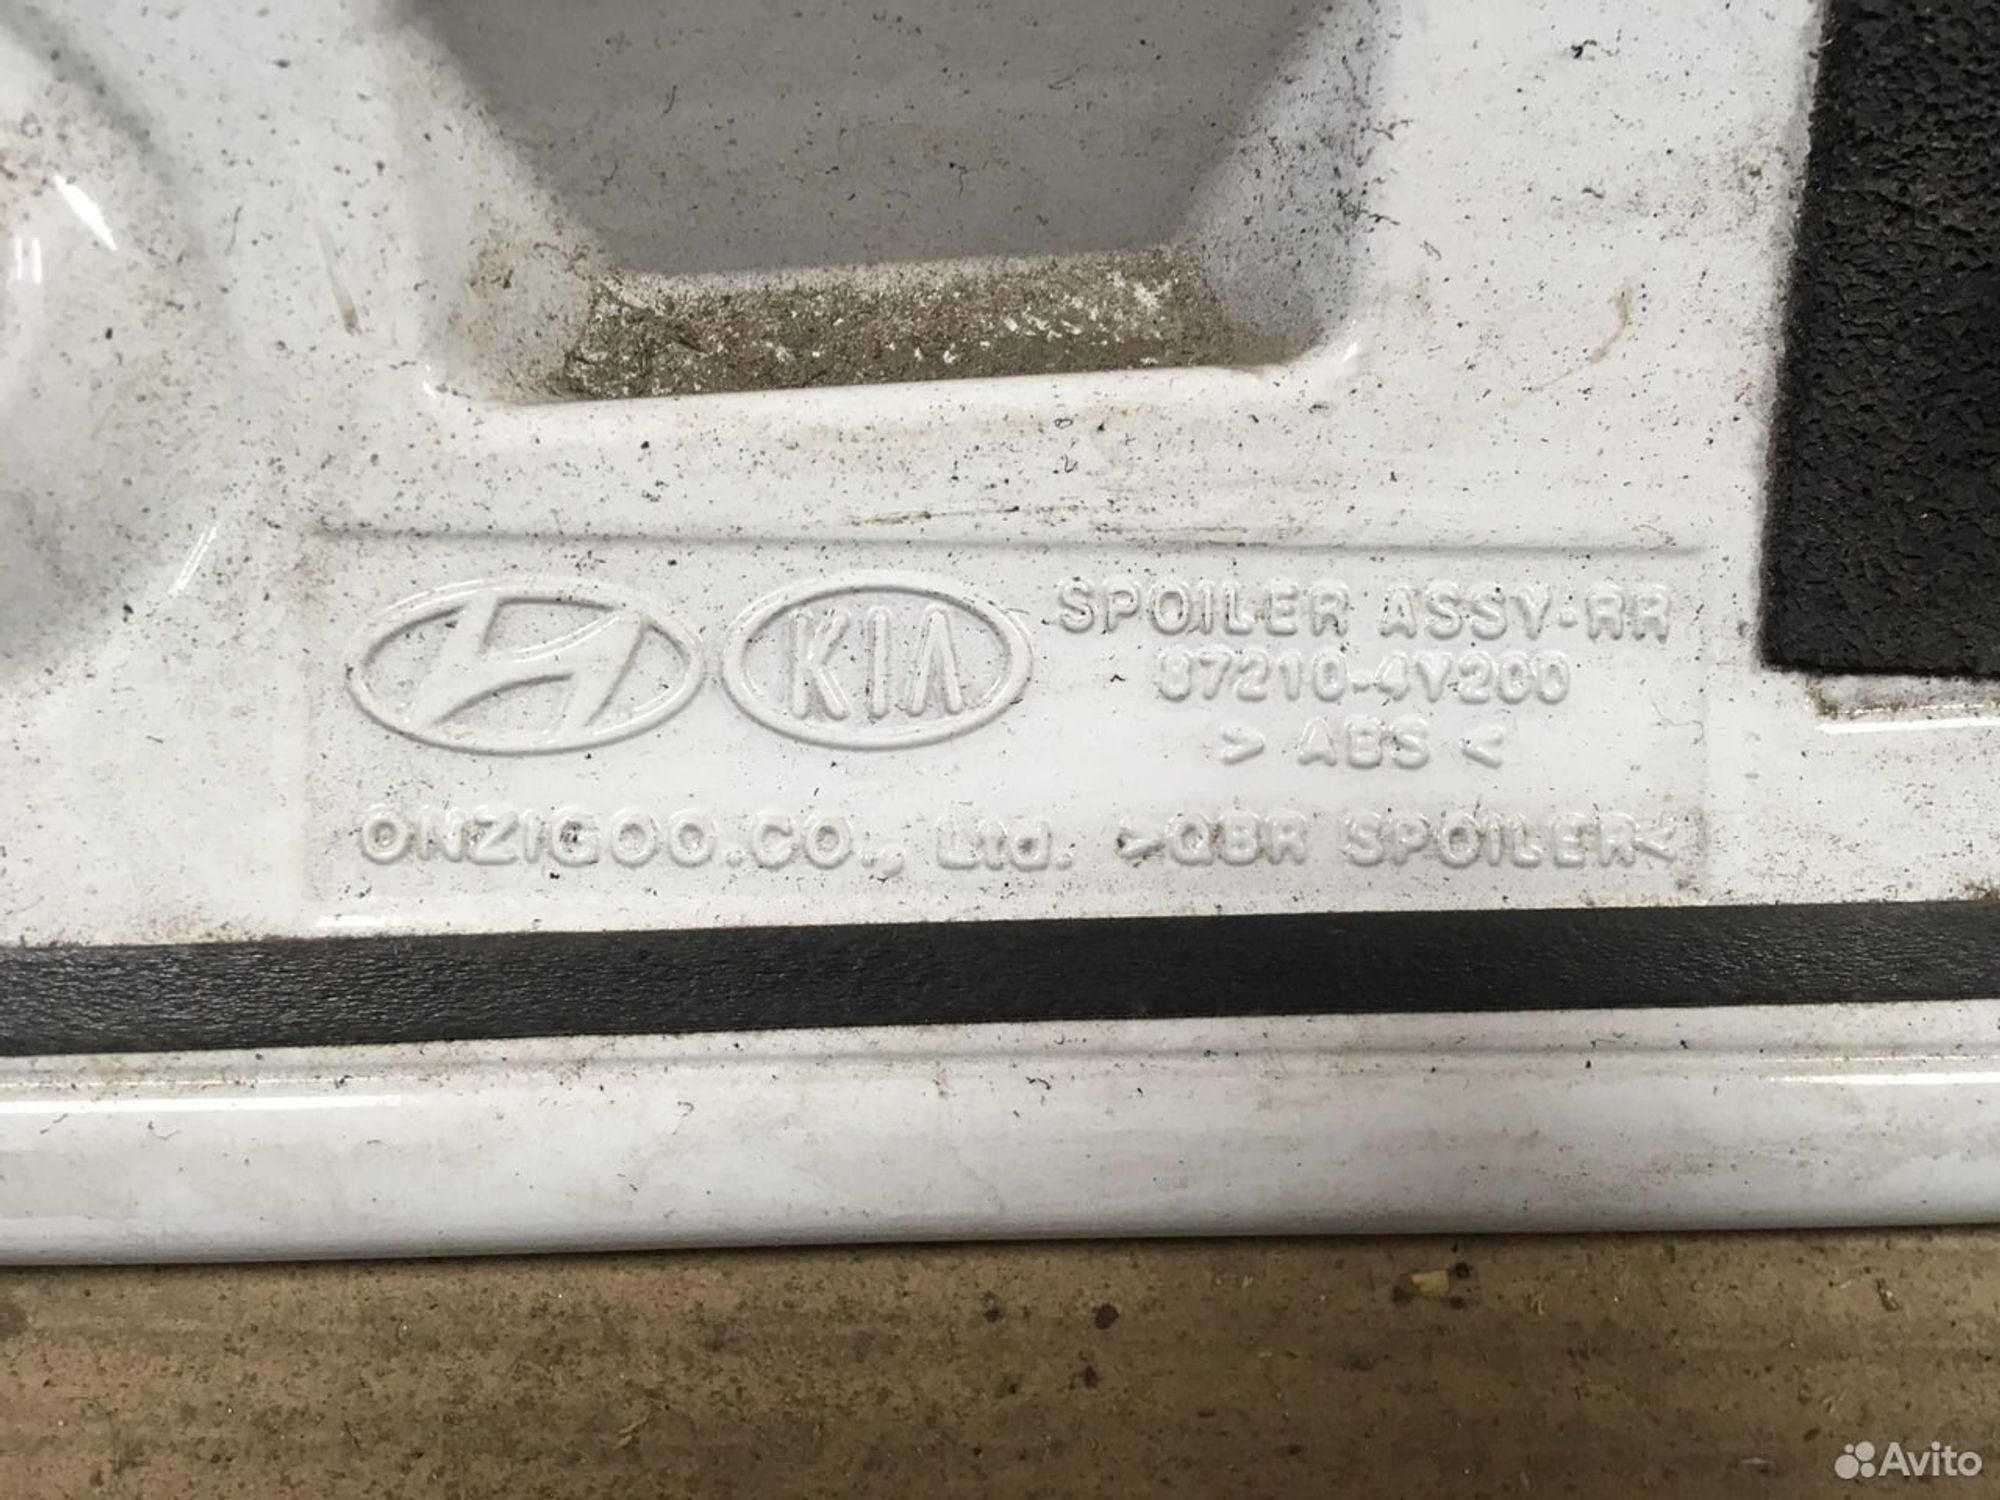 KIA
SPOILER ASSY-RR
87210-4Y200
> ABS <
ONZIGOO.CO., Ltd. >QBR SPOILER<
Avito